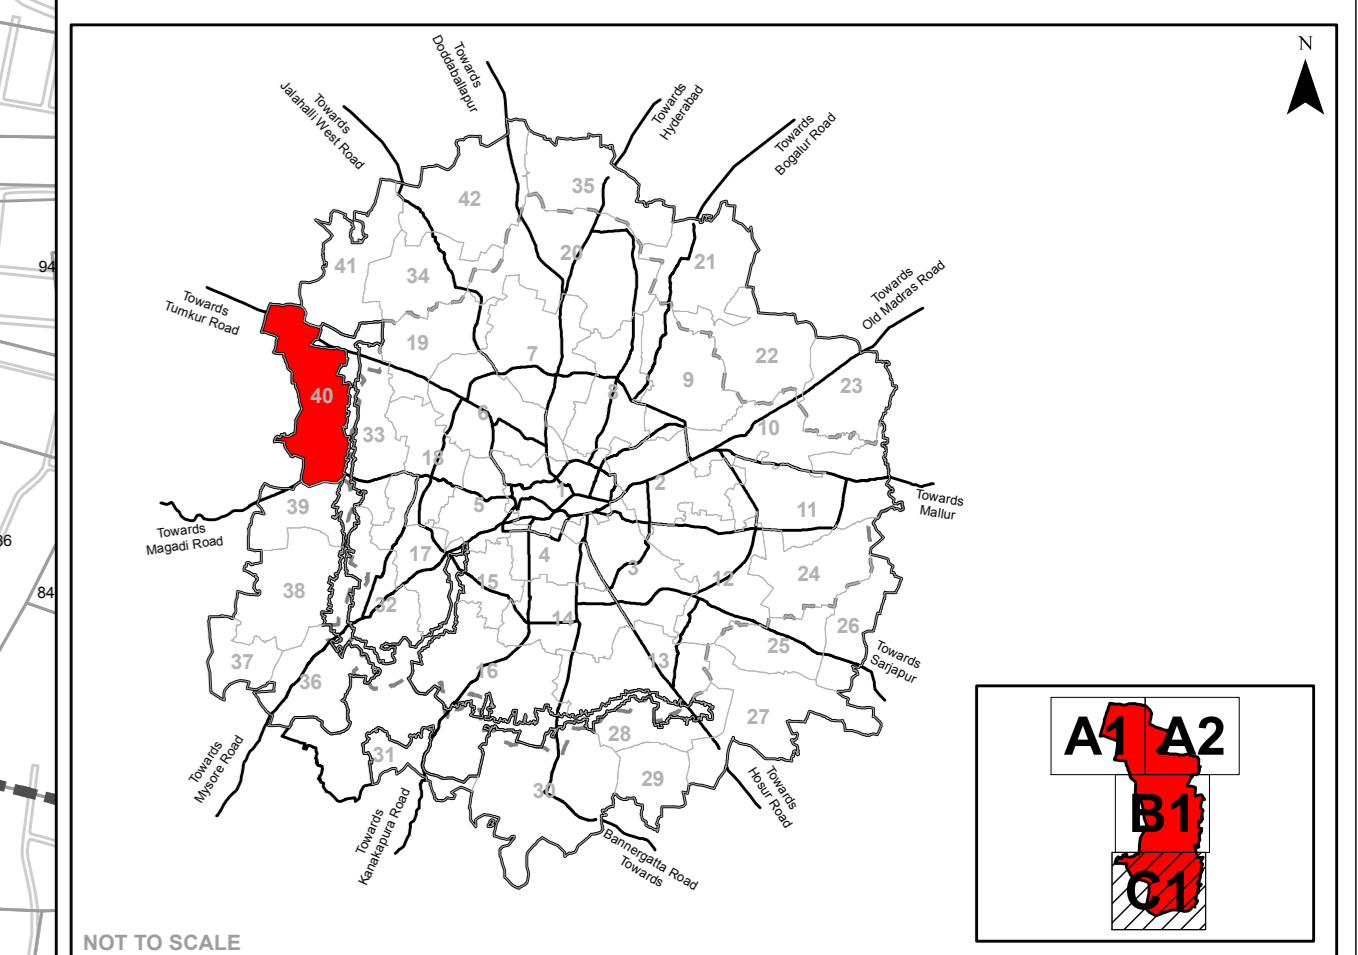 N
Towards
Doddaballapur
Towards
Jalahalli West Road
Towards
Hyderabad
Towards
Bogalur Road
42
35
20
21
41
34
94
Towards
Tumkur Road
Towards
Old Madras Road
19
7
22
9
23
8
40
6
33
10
18
2
1
5
39
11
Towards
Mallur
Towards
Magadi Road
17
4
3
15
12
24
38
84
32
14
26
25
37
36
16
13
Towards
Sarjapur
27
28
31
29
30
Towards
Mysore Road
Towards
Kanakapura Road
Towards
Hosur Road
Bannergatta Road
Towards
A1
A2
B1
C1
NOT TO SCALE